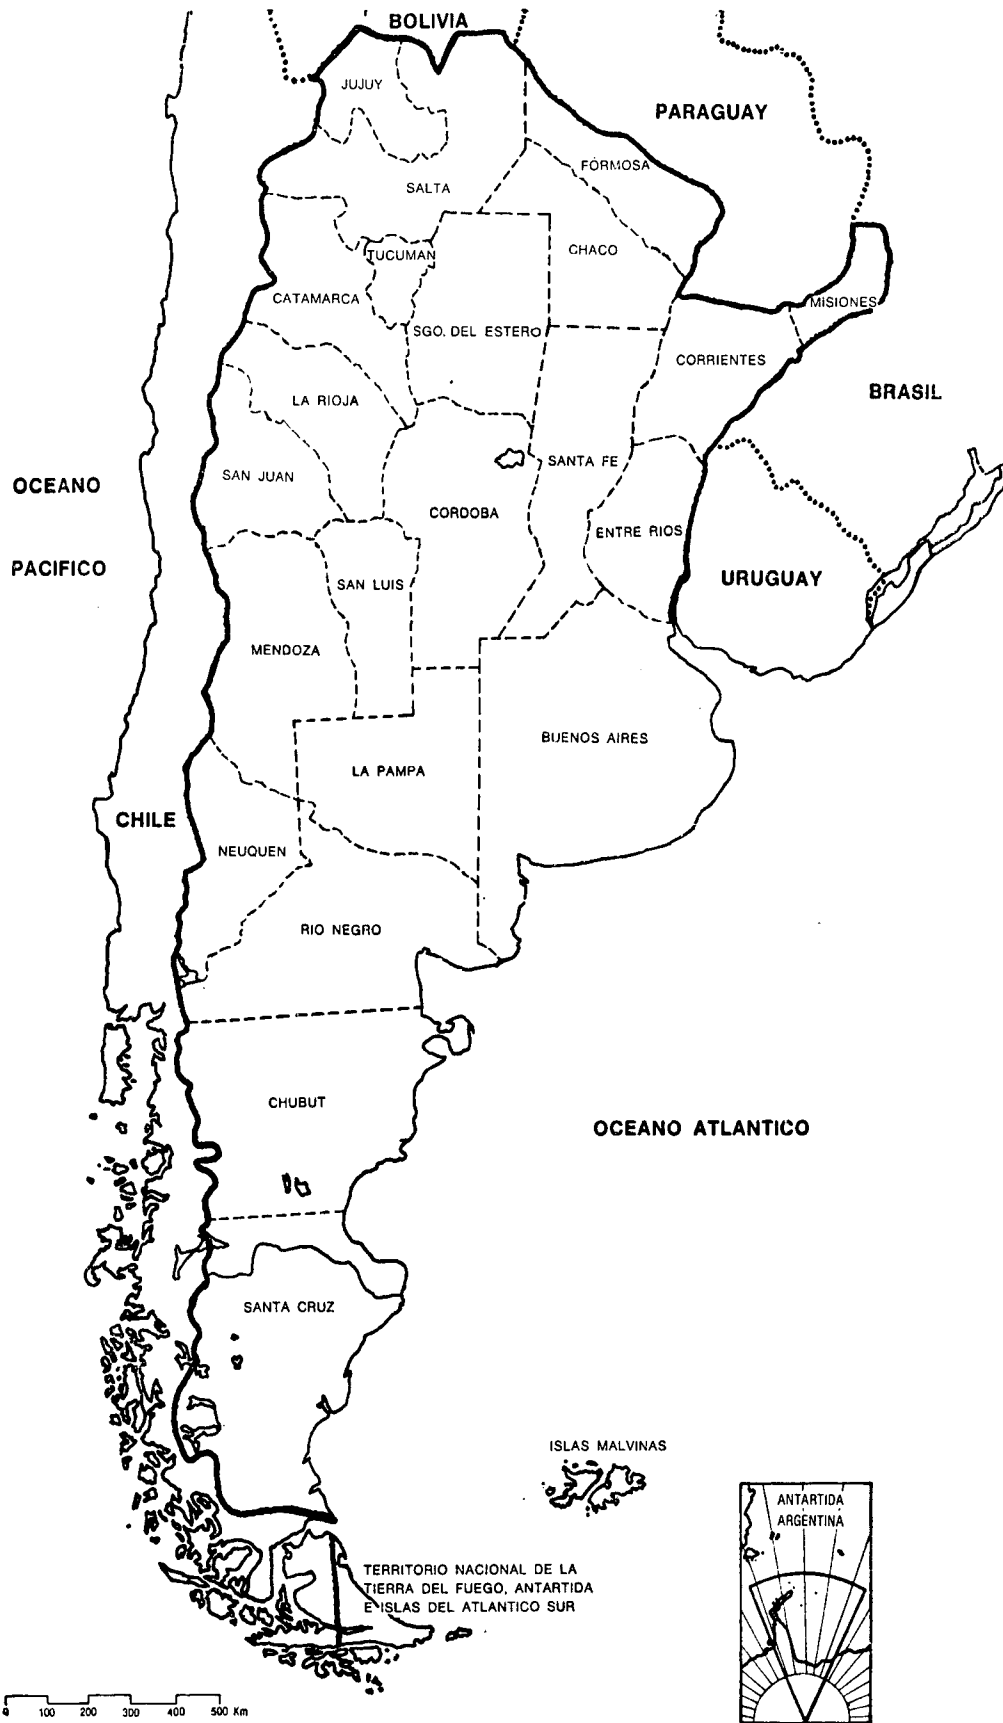 BOLIVIA
JUJUY
PARAGUAY
FORMOSA
SALTA
CHACO
TUCUMAN
CATAMARCA
MISIONES
SGO. DEL ESTERO
CORRIENTES
BRASIL
LA RIOJA
SANTA FE
SAN JUAN
OCEANO
PACIFICO
CORDOBA
ENTRE RIOS
SAN LUIS
URUGUAY
MENDOZA
BUENOS AIRES
LA PAMPA
CHILE
NEUQUEN
RIO NEGRO
CHUBUT
OCEANO ATLANTICO
SANTA CRUZ
ISLAS MALVINAS
ANTARTIDA
ARGENTINA
TERRITORIO NACIONAL DE LA
TIERRA DEL FUEGO, ANTARTIDA
E ISLAS DEL ATLANTICO SUR
0 100 200 300 400 500 Km